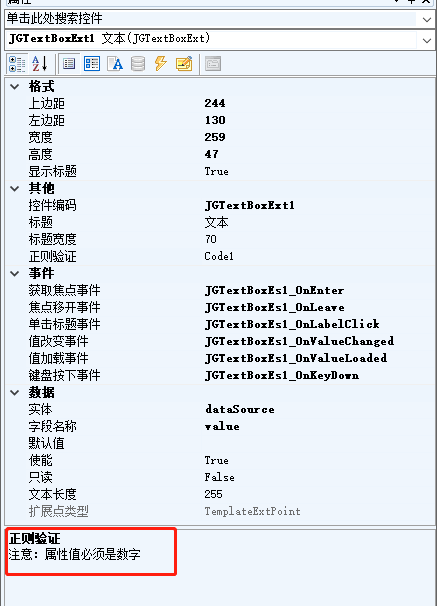 单击此处搜索控件
JGTextBoxExt1 文本(JGTextBoxExt)
格式
上边距 244
左边距 130
宽度 259
高度 47
显示标题 True
其他
控件编码 JGTextBoxExt1
标题 文本
标题宽度 70
正则验证 Code1
事件
获取焦点事件 JGTextBoxEs1_OnEnter
焦点移开事件 JGTextBoxEs1_OnLeave
单击标题事件 JGTextBoxEs1_OnLabelClick
值改变事件 JGTextBoxEs1_OnValueChanged
值加载事件 JGTextBoxEs1_OnValueLoaded
键盘按下事件 JGTextBoxEs1_OnKeyDown
数据
实体 dataSource
字段名称 value
默认值
使能 True
只读 False
文本长度 255
扩展点类型 TemplateExtPoint
正则验证
注意: 属性值必须是数字